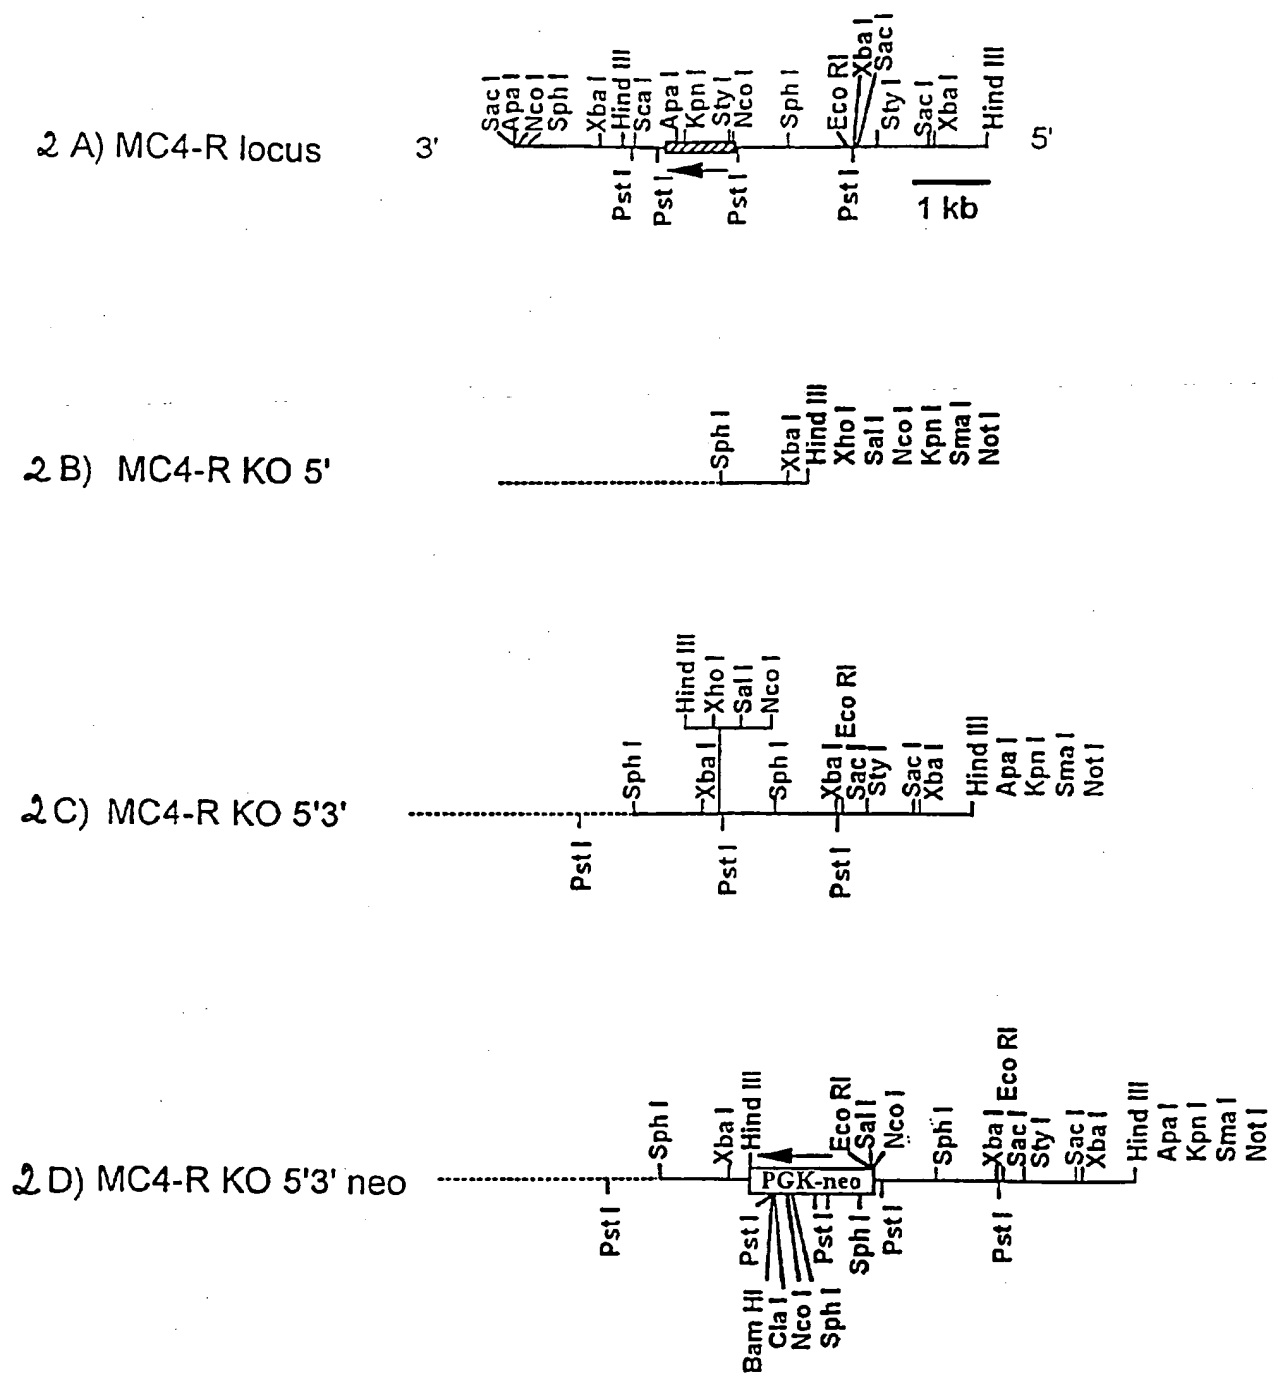 2 A) MC4-R locus
3'
Sac I
Apa I
Nco I
Sph I
Xba I
Hind III
Sca I
Apa I
Kpn I
Sty I
Nco I
Sph I
Eco RI
Xba I
Sac I
Sty I
Sac I
Xba I
Hind III
5'
Pst I
Pst I
Pst I
Pst I
1 kb
2 B) MC4-R KO 5'
Sph I
Xba I
Hind III
Xho I
Sal I
Nco I
Kpn I
Sma I
Not I
2 C) MC4-R KO 5'3'
Hind III
Xho I
Sal I
Nco I
Sph I
Xba I
Sph I
Xba I
Eco RI
Sac I
Sty I
Sac I
Xba I
Hind III
Apa I
Kpn I
Sma I
Not I
Pst I
Pst I
Pst I
2 D) MC4-R KO 5'3' neo
Sph I
Xba I
Hind III
Eco RI
Sal I
Nco I
Sph I
Xba I
Eco RI
Sac I
Sty I
Sac I
Xba I
Hind III
Apa I
Kpn I
Sma I
Not I
PGK-neo
Pst I
Pst I
Pst I
Sph I
Pst I
Pst I
Bam HI
Cla I
Nco I
Sph I